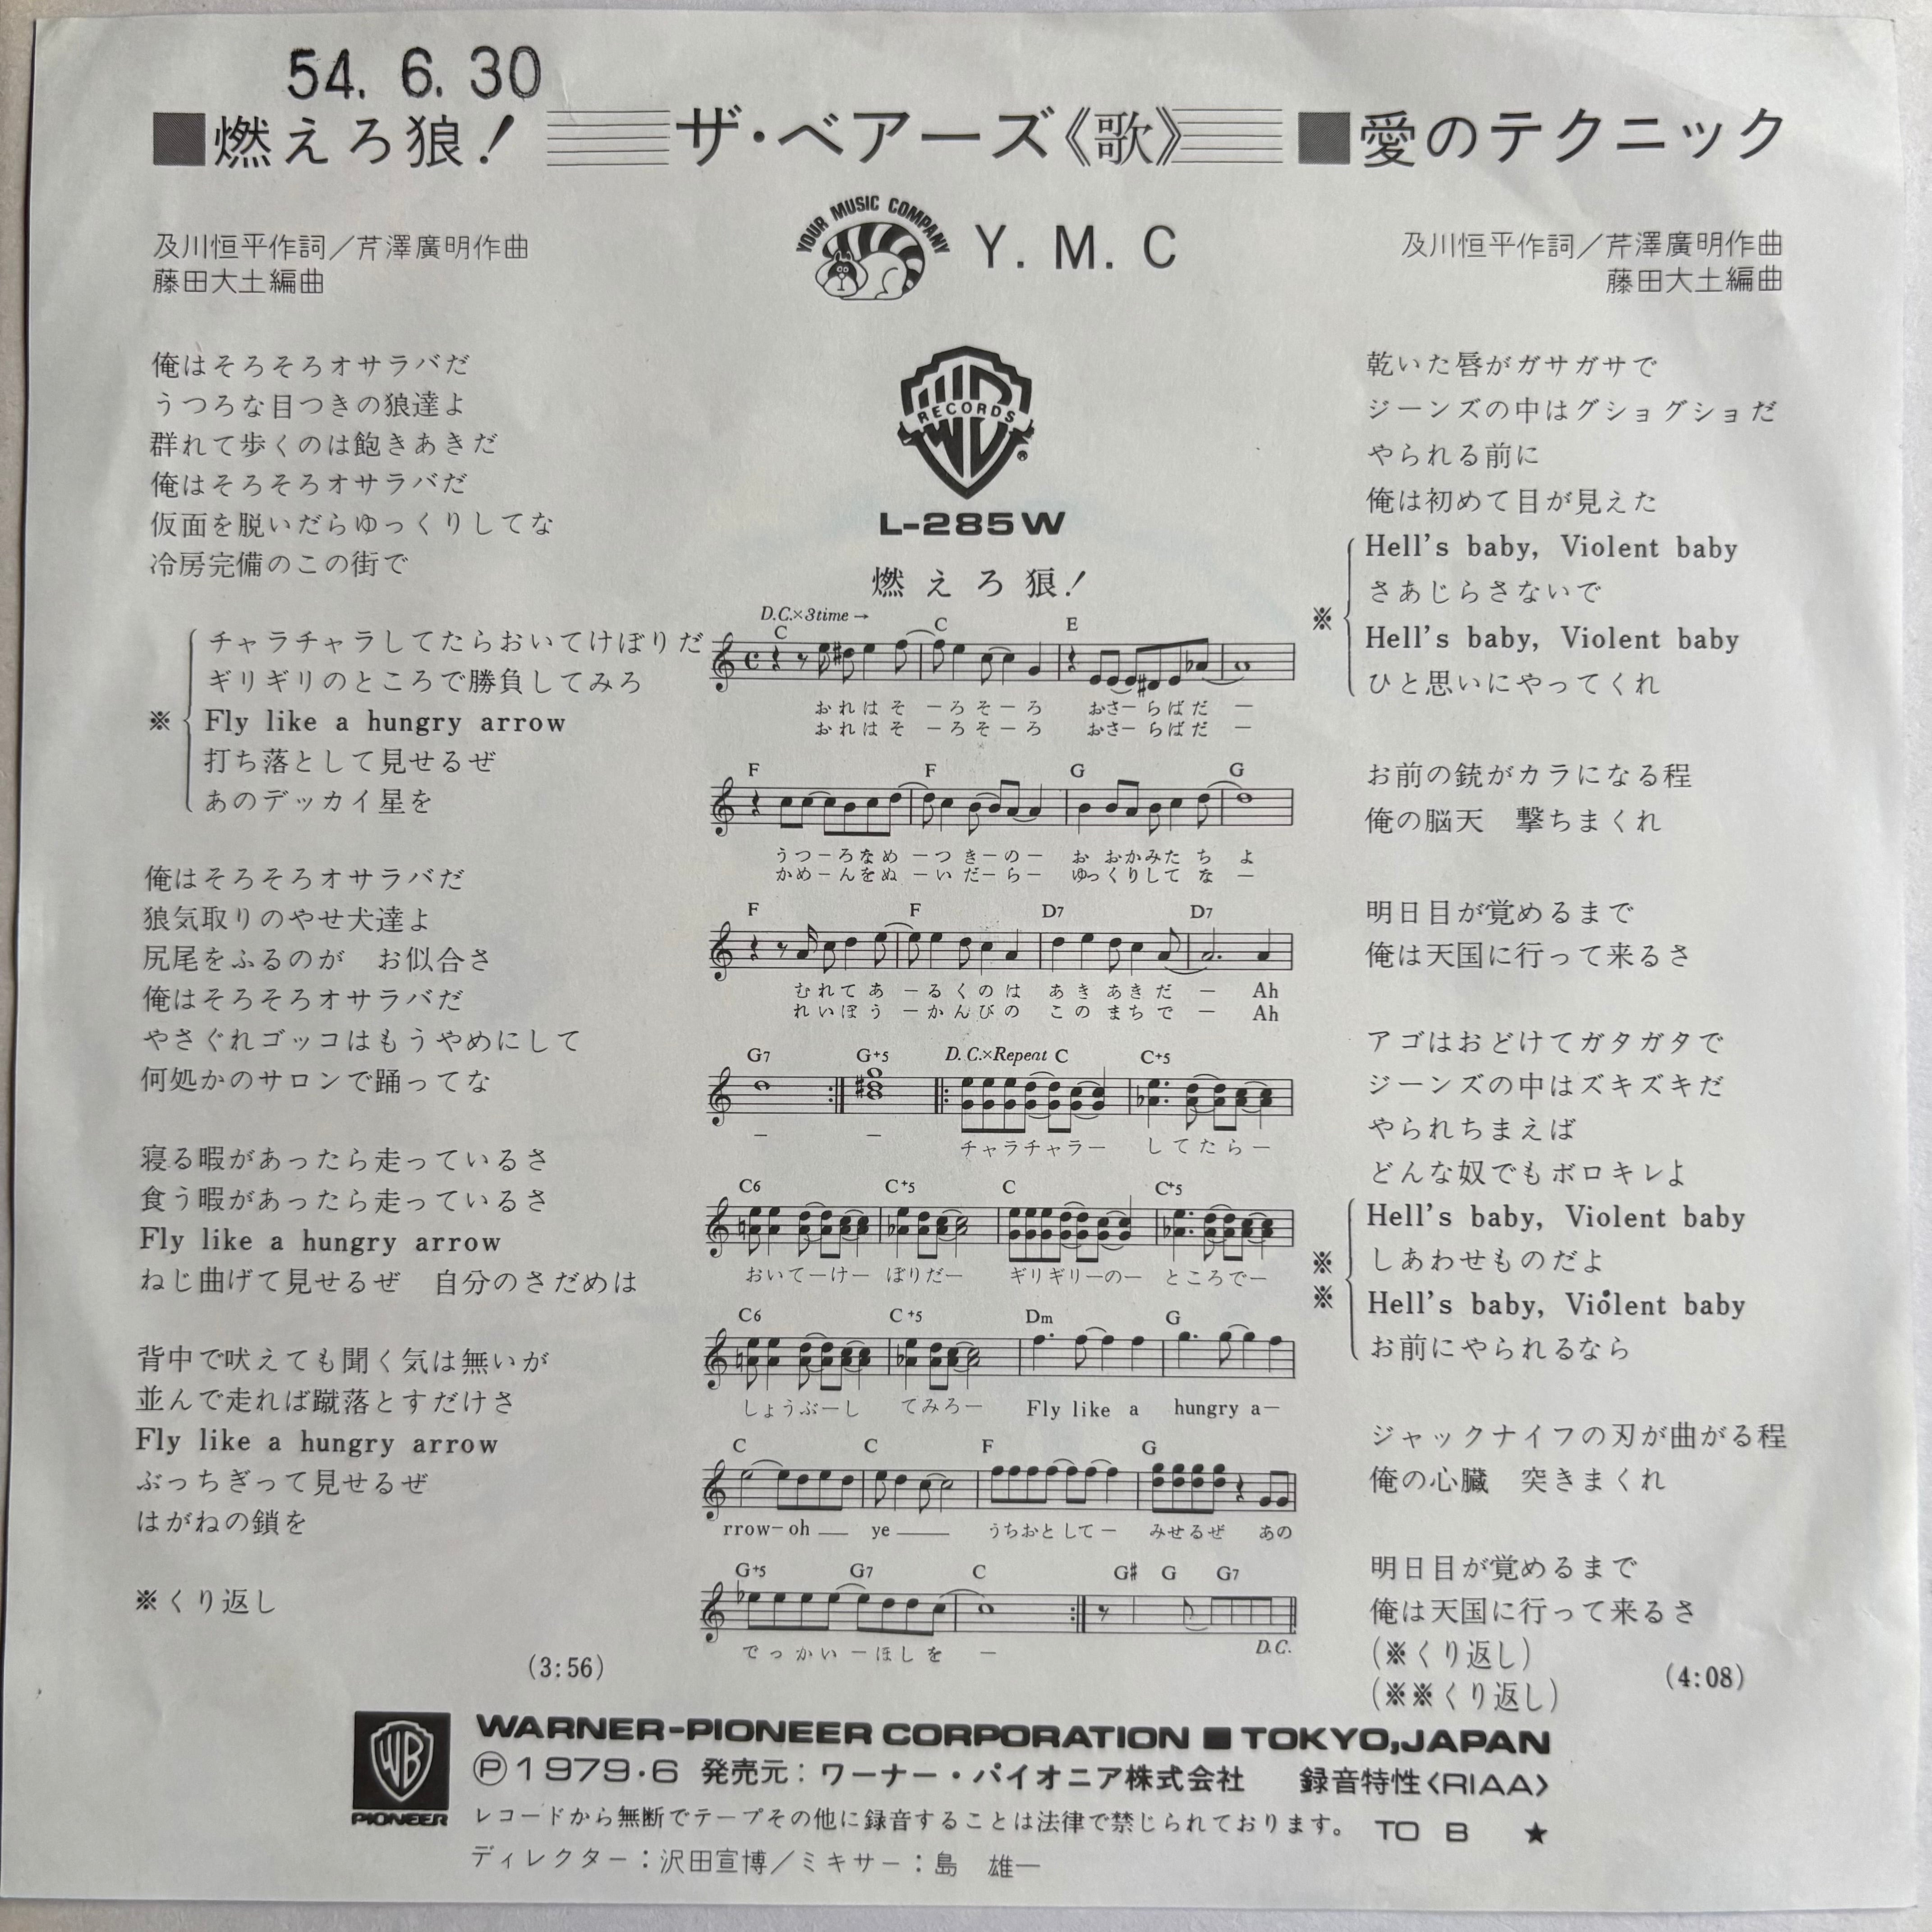 54. 6. 30
■燃えろ狼! ザ・ベアーズ《歌》 ■愛のテクニック
YOUR MUSIC COMPANY
Y. M. C
及川恒平作詞／芹澤廣明作曲
藤田大土編曲
及川恒平作詞／芹澤廣明作曲
藤田大土編曲
俺はそろそろオサラバだ
うつろな目つきの狼達よ
群れて歩くのは飽きあきだ
俺はそろそろオサラバだ
仮面を脱いだらゆっくりしてな
冷房完備のこの街で
チャラチャラしてたらおいてけぼりだ
ギリギリのところで勝負してみろ
※ Fly like a hungry arrow
打ち落として見せるぜ
あのデッカイ星を
俺はそろそろオサラバだ
狼気取りのやせ犬達よ
尻尾をふるのが　お似合さ
俺はそろそろオサラバだ
やさぐれゴッコはもうやめにして
何処かのサロンで踊ってな
寝る暇があったら走っているさ
食う暇があったら走っているさ
Fly like a hungry arrow
ねじ曲げて見せるぜ　自分のさだめは
背中で吠えても聞く気は無いが
並んで走れば蹴落とすだけさ
Fly like a hungry arrow
ぶっちぎって見せるぜ
はがねの鎖を
※くり返し
(3:56)
RECORDS
®
L-285W
燃えろ狼!
D.C.×3time→
C C E
おれはそーろそーろ おさーらばだー
おれはそーろそーろ おさーらばだー
F F G G
うつーろなめーつきーのー おおかみたちよ
かめーんをぬーいだーらー ゆっくりしてなー
F F D7 D7
むれてあーるくのは あきあきだー Ah
れいぼうーかんびの このまちでー Ah
G7 G+5 D.C.×Repeat C C+5
ー ー チャラチャラー してたらー
C6 C+5 C C+5
おいてーけー ぼりだー ギリギリーのー ところでー
C6 C+5 Dm G
しょうぶーし てみろー Fly like a hungry aー
C C F G
rrow-oh ye うちおとしてー みせるぜ あの
G+5 G7 C G# G G7
でっかいーほしを ー D.C.
乾いた唇がガサガサで
ジーンズの中はグショグショだ
やられる前に
俺は初めて目が見えた
Hell's baby, Violent baby
さあじらさないで
※
Hell's baby, Violent baby
ひと思いにやってくれ
お前の銃がカラになる程
俺の脳天　撃ちまくれ
明日目が覚めるまで
俺は天国に行って来るさ
アゴはおどけてガタガタで
ジーンズの中はズキズキだ
やられちまえば
どんな奴でもボロキレよ
Hell's baby, Violent baby
※ しあわせものだよ
※ Hell's baby, Violent baby
お前にやられるなら
ジャックナイフの刃が曲がる程
俺の心臓　突きまくれ
明日目が覚めるまで
俺は天国に行って来るさ
(※くり返し)
(※※くり返し)
(4:08)
WB
PIONEER
WARNER-PIONEER CORPORATION ■ TOKYO,JAPAN
Ⓟ1979・6 発売元：ワーナー・パイオニア株式会社　録音特性<RIAA>
レコードから無断でテープその他に録音することは法律で禁じられております。 TO B ★
ディレクター：沢田宣博／ミキサー：島　雄一